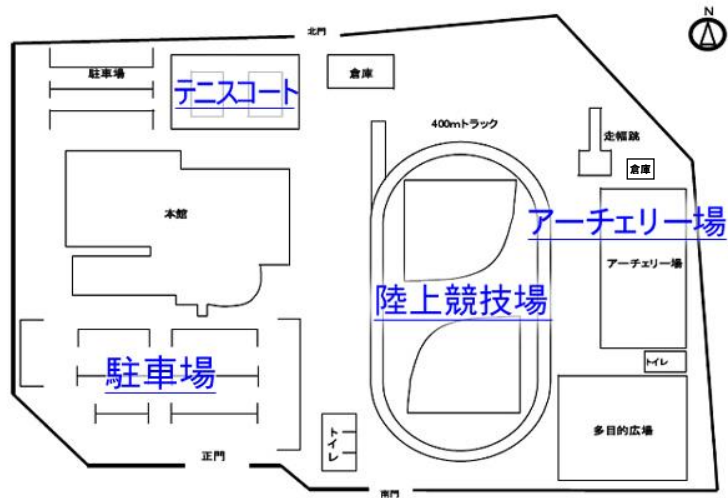 N
北門
駐車場
テニスコート
倉庫
400mトラック
走幅跳
倉庫
本館
アーチェリー場
アーチェリー場
陸上競技場
駐車場
トイレ
多目的広場
トイレ
正門
南門